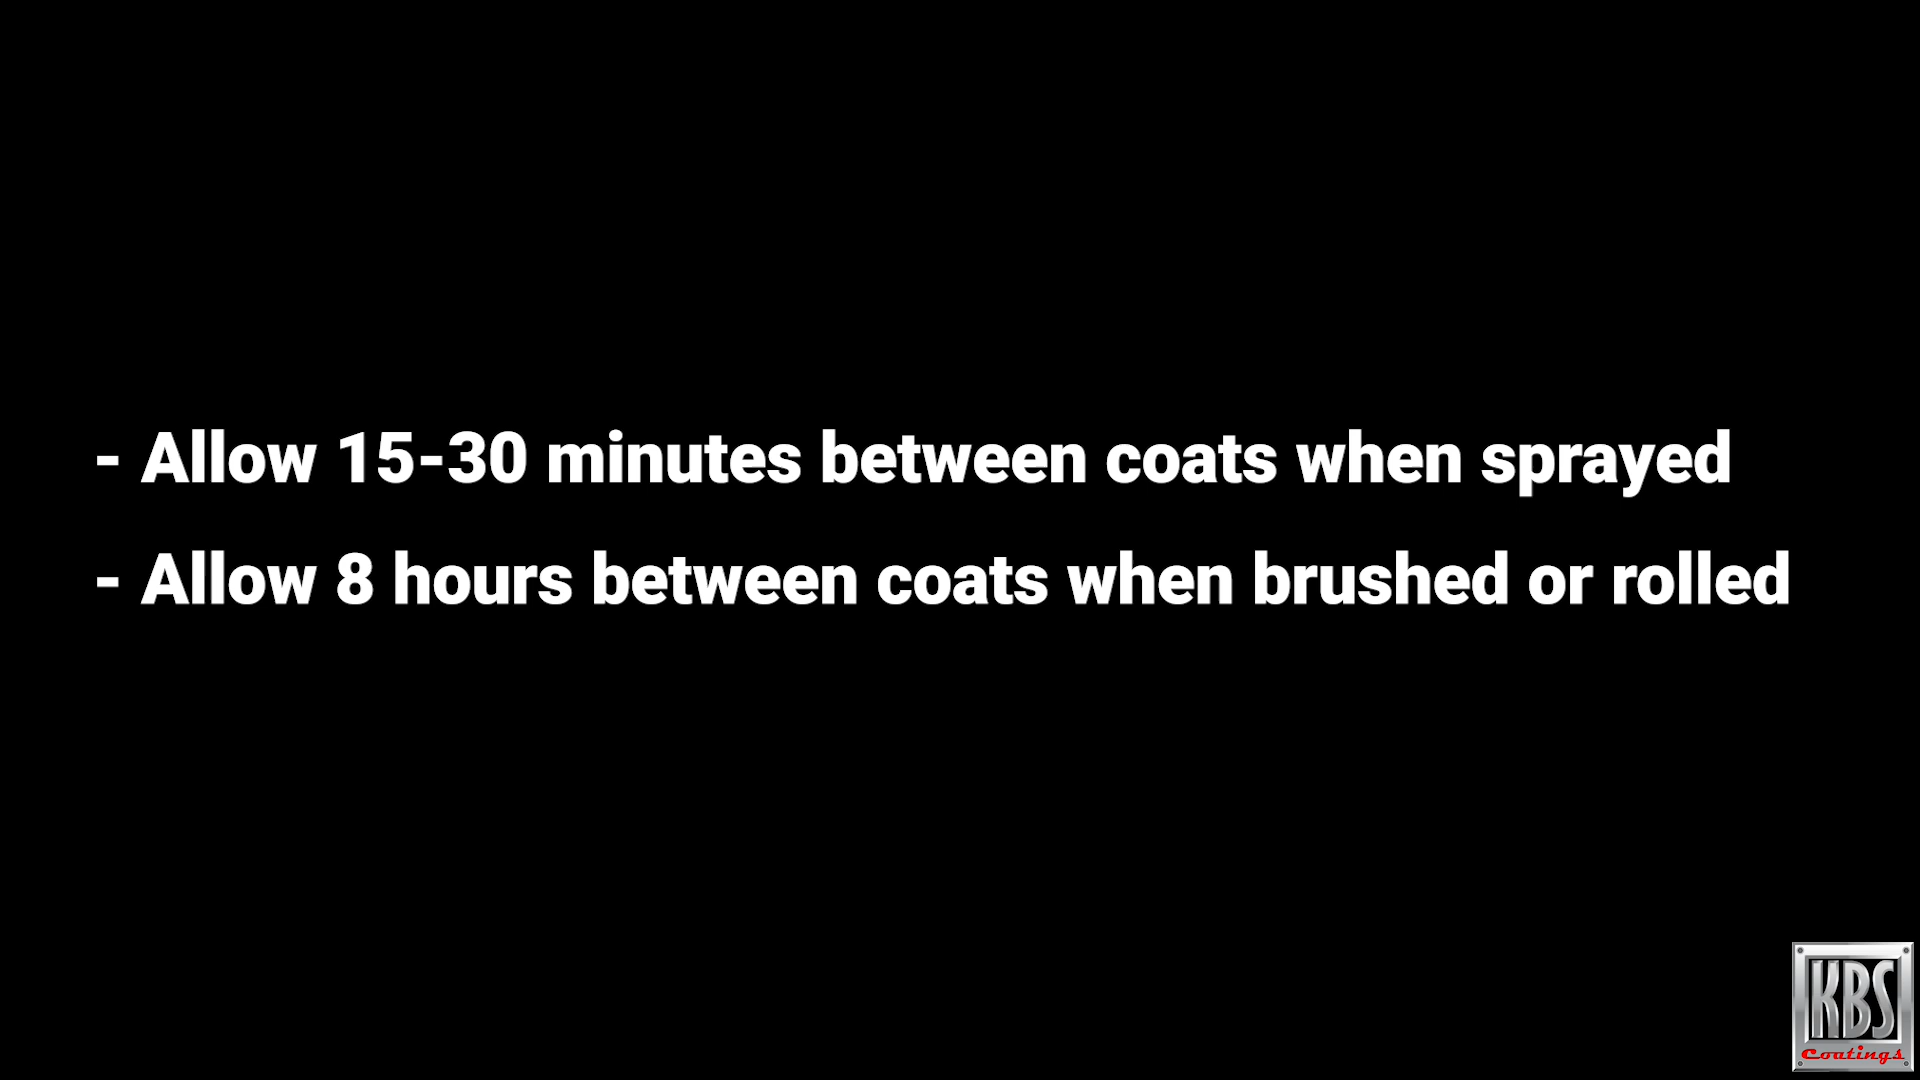 - Allow 15-30 minutes between coats when sprayed
- Allow 8 hours between coats when brushed or rolled
KBS
Coatings